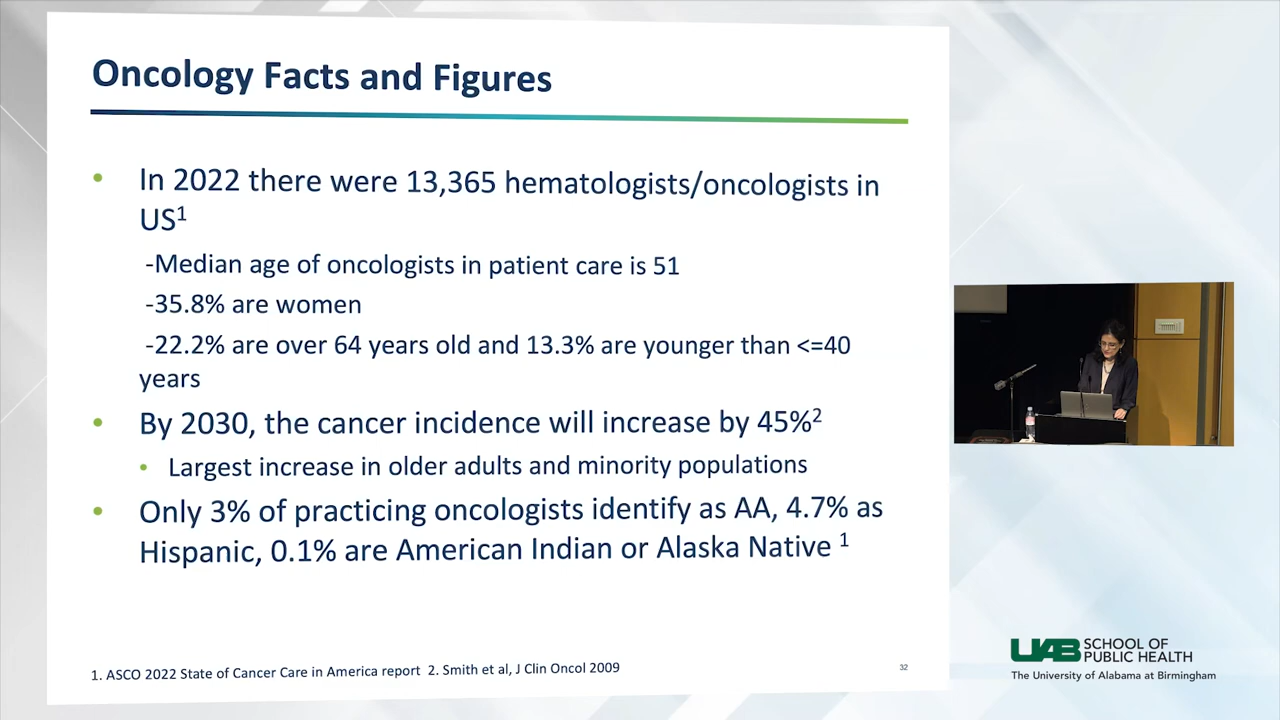 Oncology Facts and Figures
• In 2022 there were 13,365 hematologists/oncologists in
US1
-Median age of oncologists in patient care is 51
-35.8% are women
-22.2% are over 64 years old and 13.3% are younger than <=40
years
• By 2030, the cancer incidence will increase by 45%2
• Largest increase in older adults and minority populations
• Only 3% of practicing oncologists identify as AA, 4.7% as
Hispanic, 0.1% are American Indian or Alaska Native 1
1. ASCO 2022 State of Cancer Care in America report 2. Smith et al, J Clin Oncol 2009
32
UAB SCHOOL OF
PUBLIC HEALTH
The University of Alabama at Birmingham